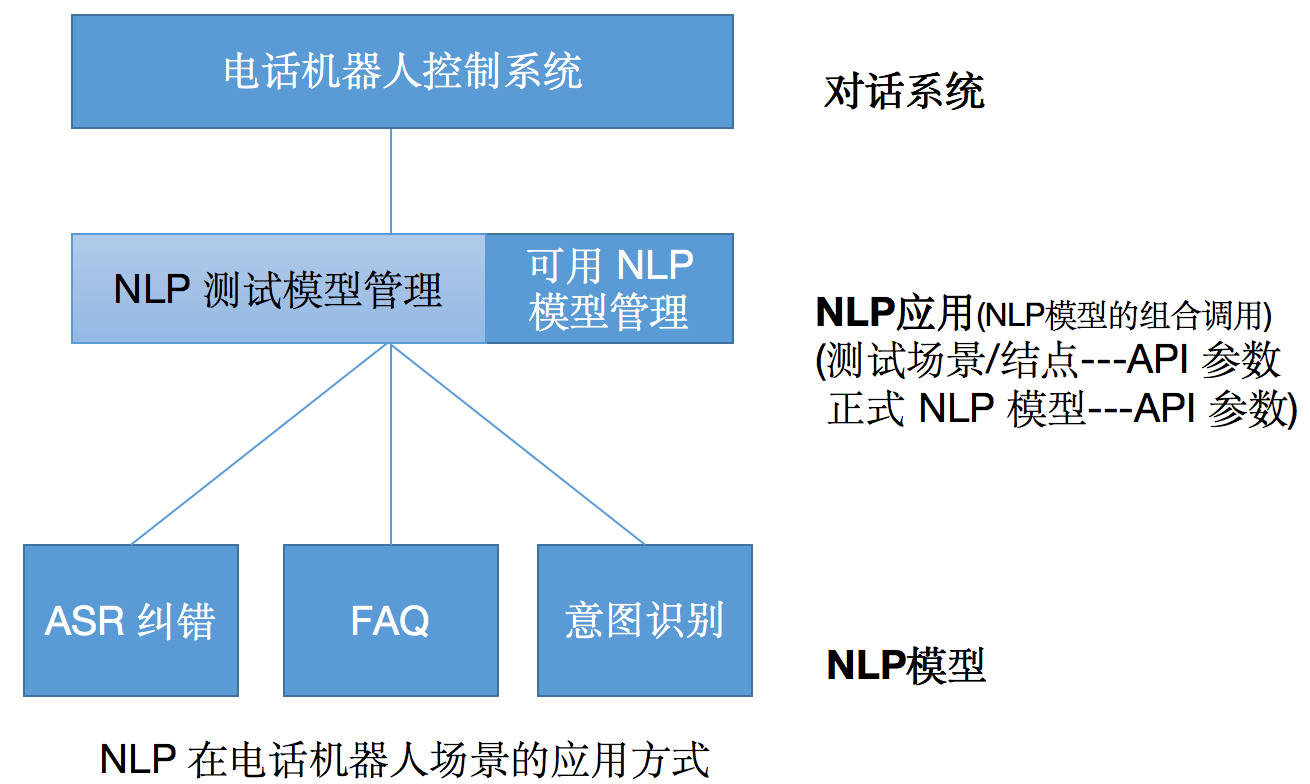 电话机器人控制系统
对话系统
NLP 测试模型管理
可用 NLP
模型管理
NLP应用(NLP模型的组合调用)
(测试场景/结点---API 参数
正式 NLP 模型---API 参数)
ASR 纠错
FAQ
意图识别
NLP模型
NLP 在电话机器人场景的应用方式